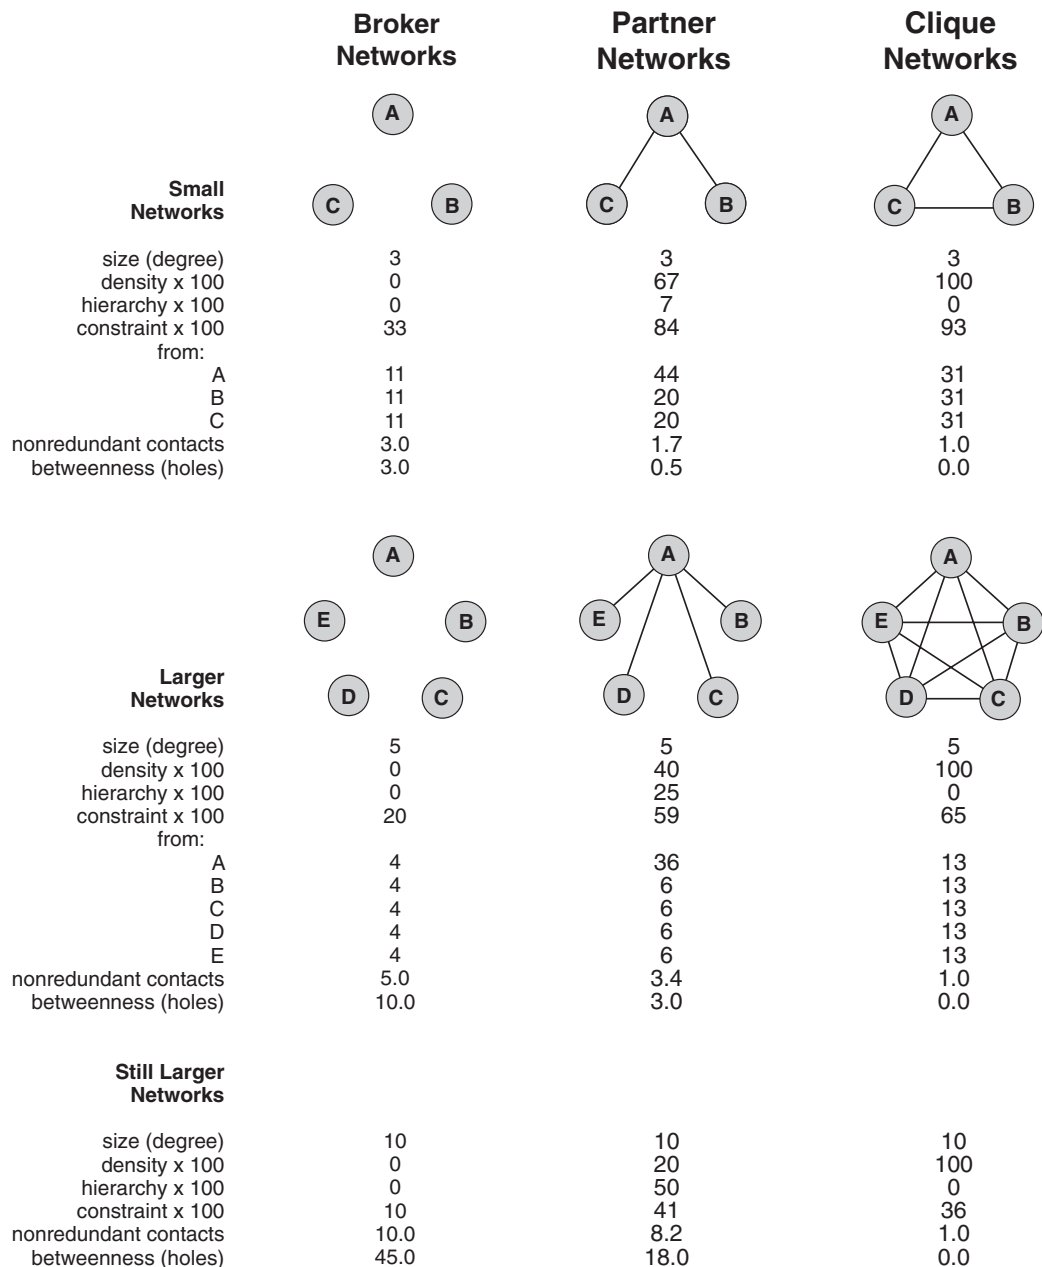 Broker Networks
Partner Networks
Clique Networks
A
A
A
Small Networks
C B
C B
C B
size (degree) 3 3 3
density x 100 0 67 100
hierarchy x 100 0 7 0
constraint x 100 33 84 93
from:
A 11 44 31
B 11 20 31
C 11 20 31
nonredundant contacts 3.0 1.7 1.0
betweenness (holes) 3.0 0.5 0.0
A
A
A
E B
E B
E B
Larger Networks
D C
D C
D C
size (degree) 5 5 5
density x 100 0 40 100
hierarchy x 100 0 25 0
constraint x 100 20 59 65
from:
A 4 36 13
B 4 6 13
C 4 6 13
D 4 6 13
E 4 6 13
nonredundant contacts 5.0 3.4 1.0
betweenness (holes) 10.0 3.0 0.0
Still Larger Networks
size (degree) 10 10 10
density x 100 0 20 100
hierarchy x 100 0 50 0
constraint x 100 10 41 36
nonredundant contacts 10.0 8.2 1.0
betweenness (holes) 45.0 18.0 0.0